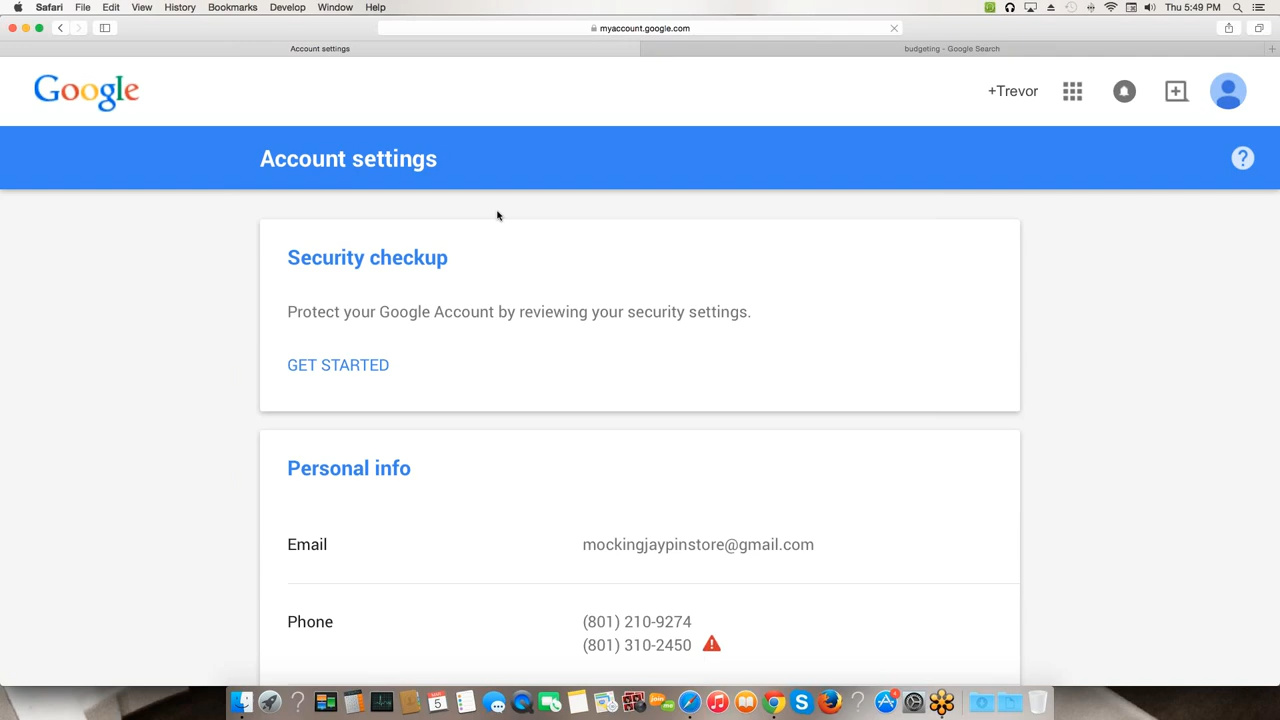 Safari File Edit View History Bookmarks Develop Window Help Thu 5:49 PM
myaccount.google.com
Account settings budgeting - Google Search
Google +Trevor
Account settings ?
Security checkup
Protect your Google Account by reviewing your security settings.
GET STARTED
Personal info
Email mockingjaypinstore@gmail.com
Phone (801) 210-9274
(801) 310-2450